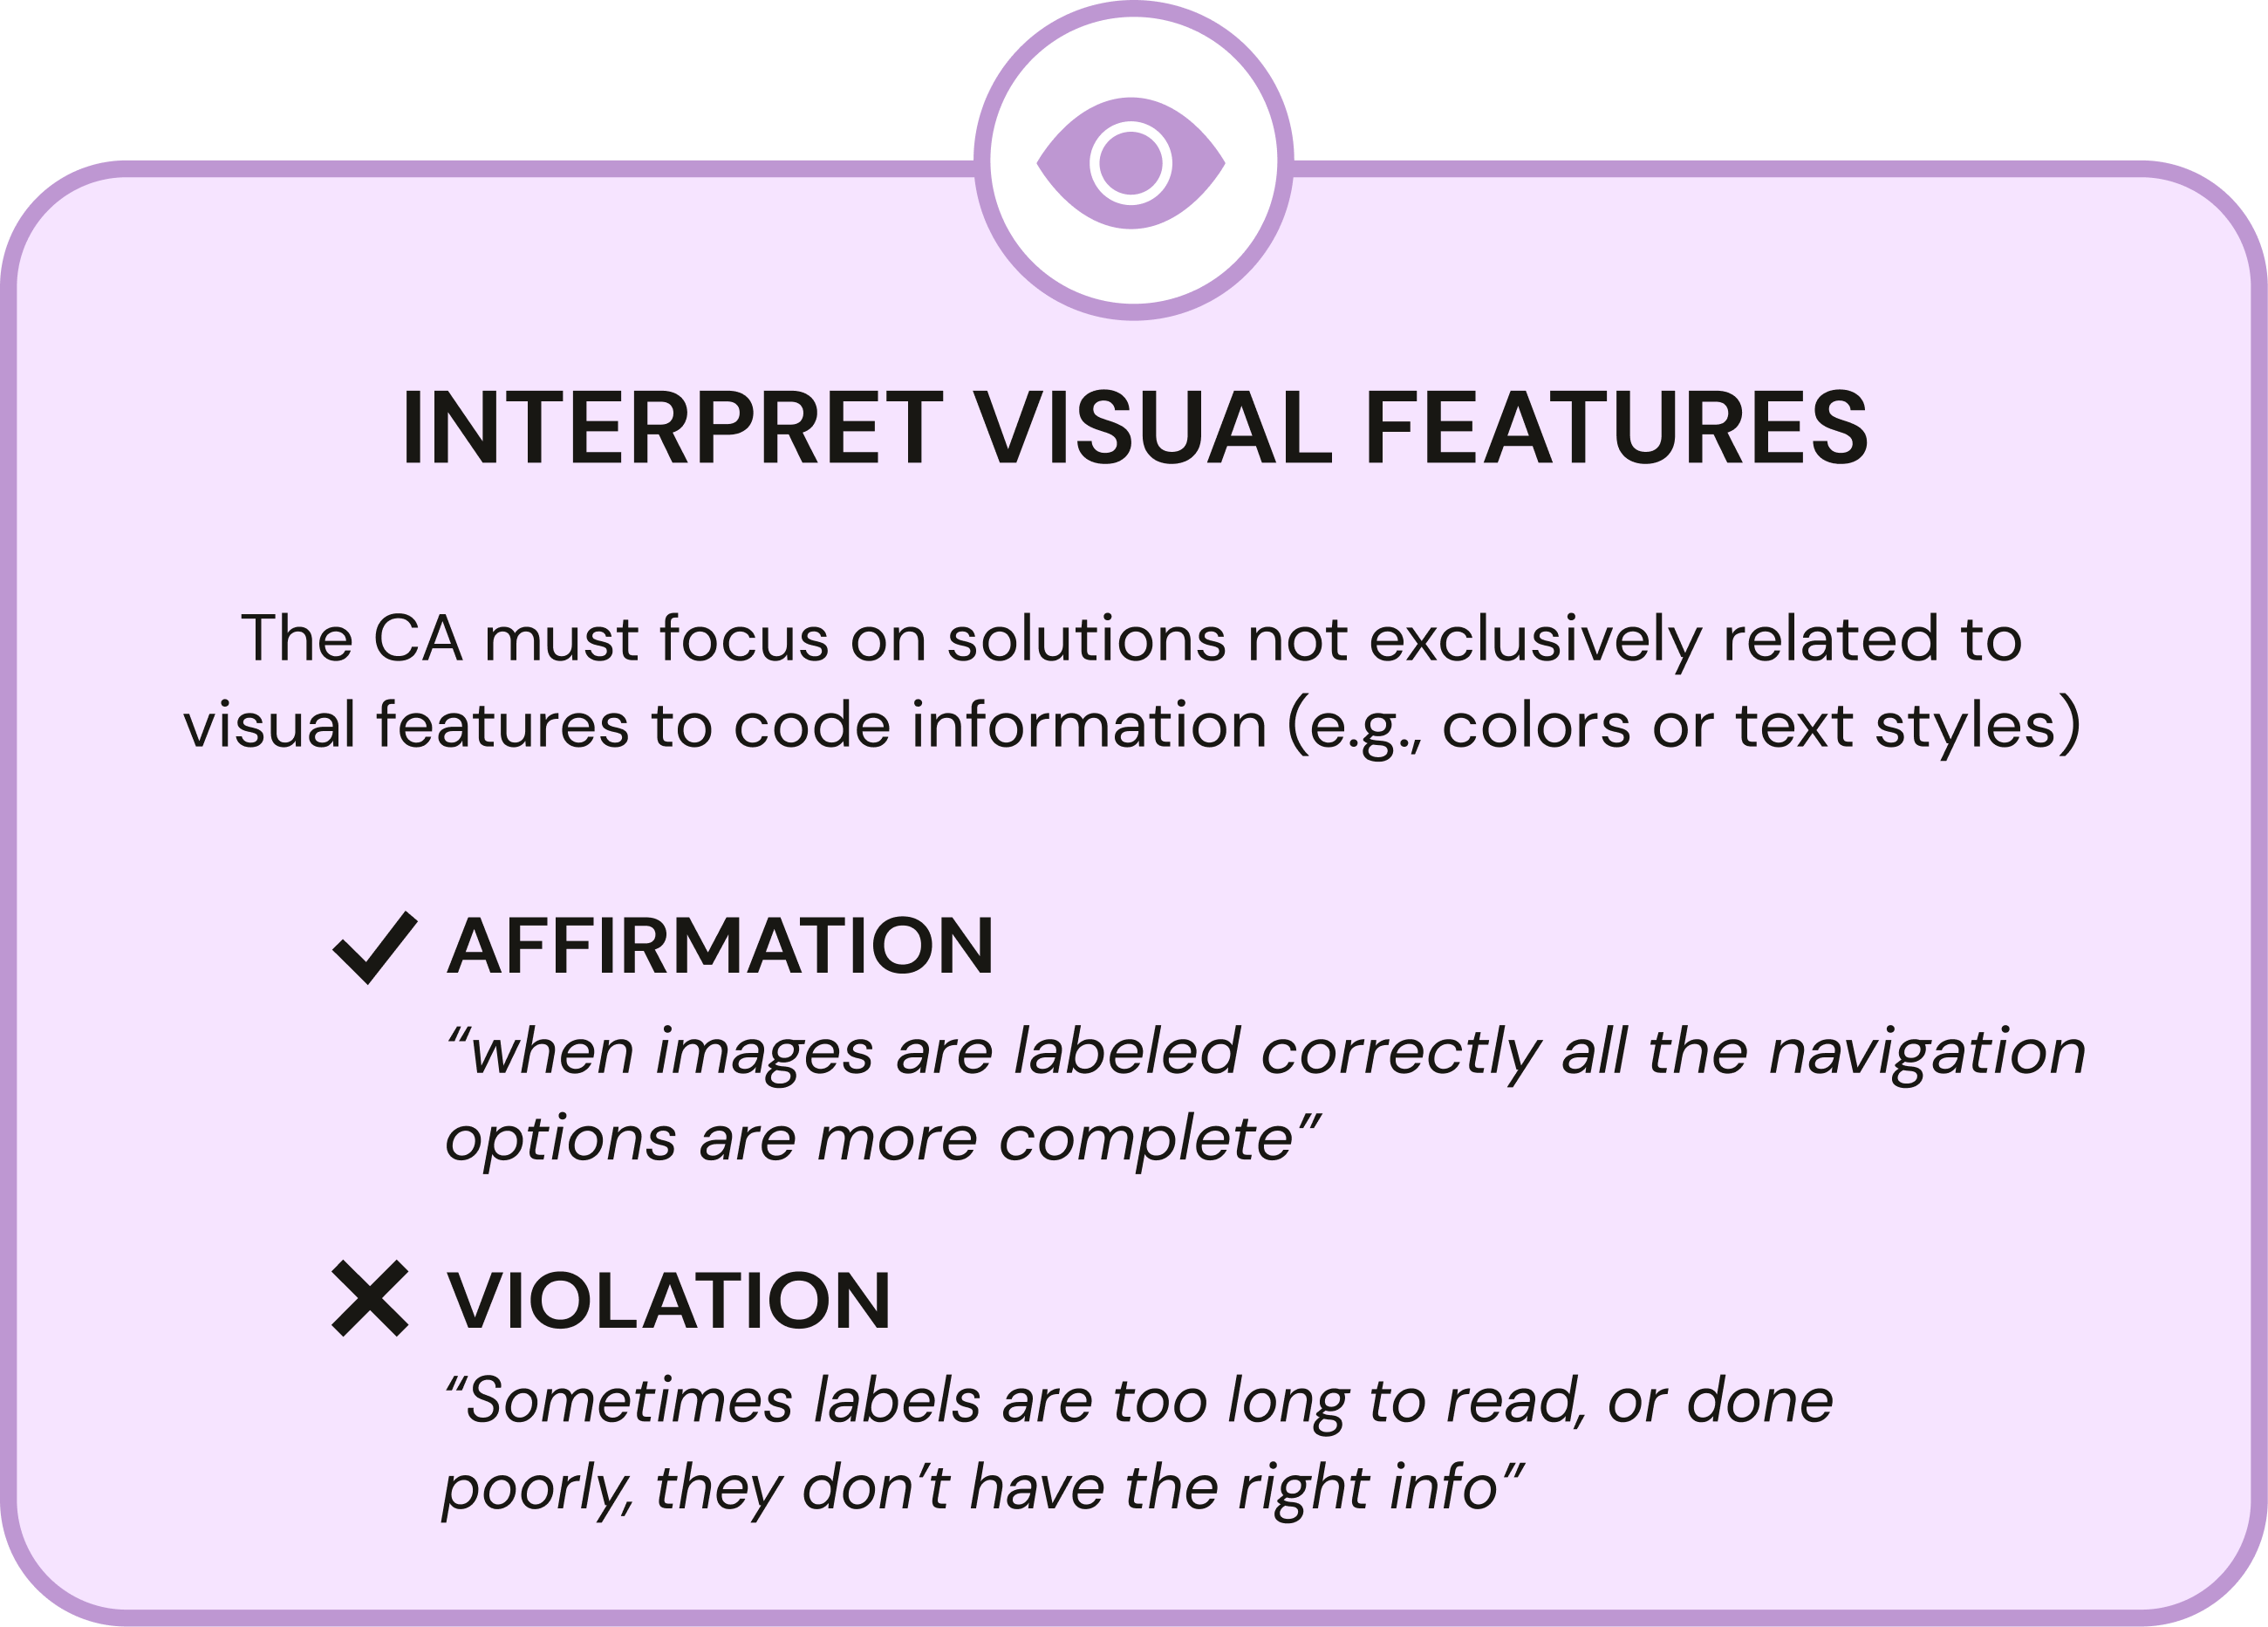 INTERPRET VISUAL FEATURES
The CA must focus on solutions not exclusively related to
visual features to code information (e.g., colors or text styles)
AFFIRMATION
“when images are labeled correctly all the navigation
options are more complete”
VIOLATION
“Sometimes labels are too long to read, or done
poorly, they don’t have the right info”